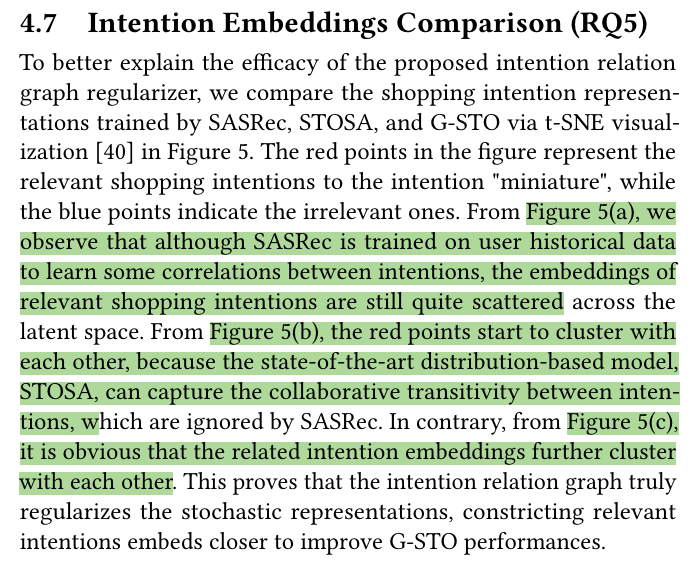 4.7 Intention Embeddings Comparison (RQ5)
To better explain the efficacy of the proposed intention relation
graph regularizer, we compare the shopping intention represen-
tations trained by SASRec, STOSA, and G-STO via t-SNE visual-
ization [40] in Figure 5. The red points in the figure represent the
relevant shopping intentions to the intention "miniature", while
the blue points indicate the irrelevant ones. From Figure 5(a), we
observe that although SASRec is trained on user historical data
to learn some correlations between intentions, the embeddings of
relevant shopping intentions are still quite scattered across the
latent space. From Figure 5(b), the red points start to cluster with
each other, because the state-of-the-art distribution-based model,
STOSA, can capture the collaborative transitivity between inten-
tions, which are ignored by SASRec. In contrary, from Figure 5(c),
it is obvious that the related intention embeddings further cluster
with each other. This proves that the intention relation graph truly
regularizes the stochastic representations, constricting relevant
intentions embeds closer to improve G-STO performances.